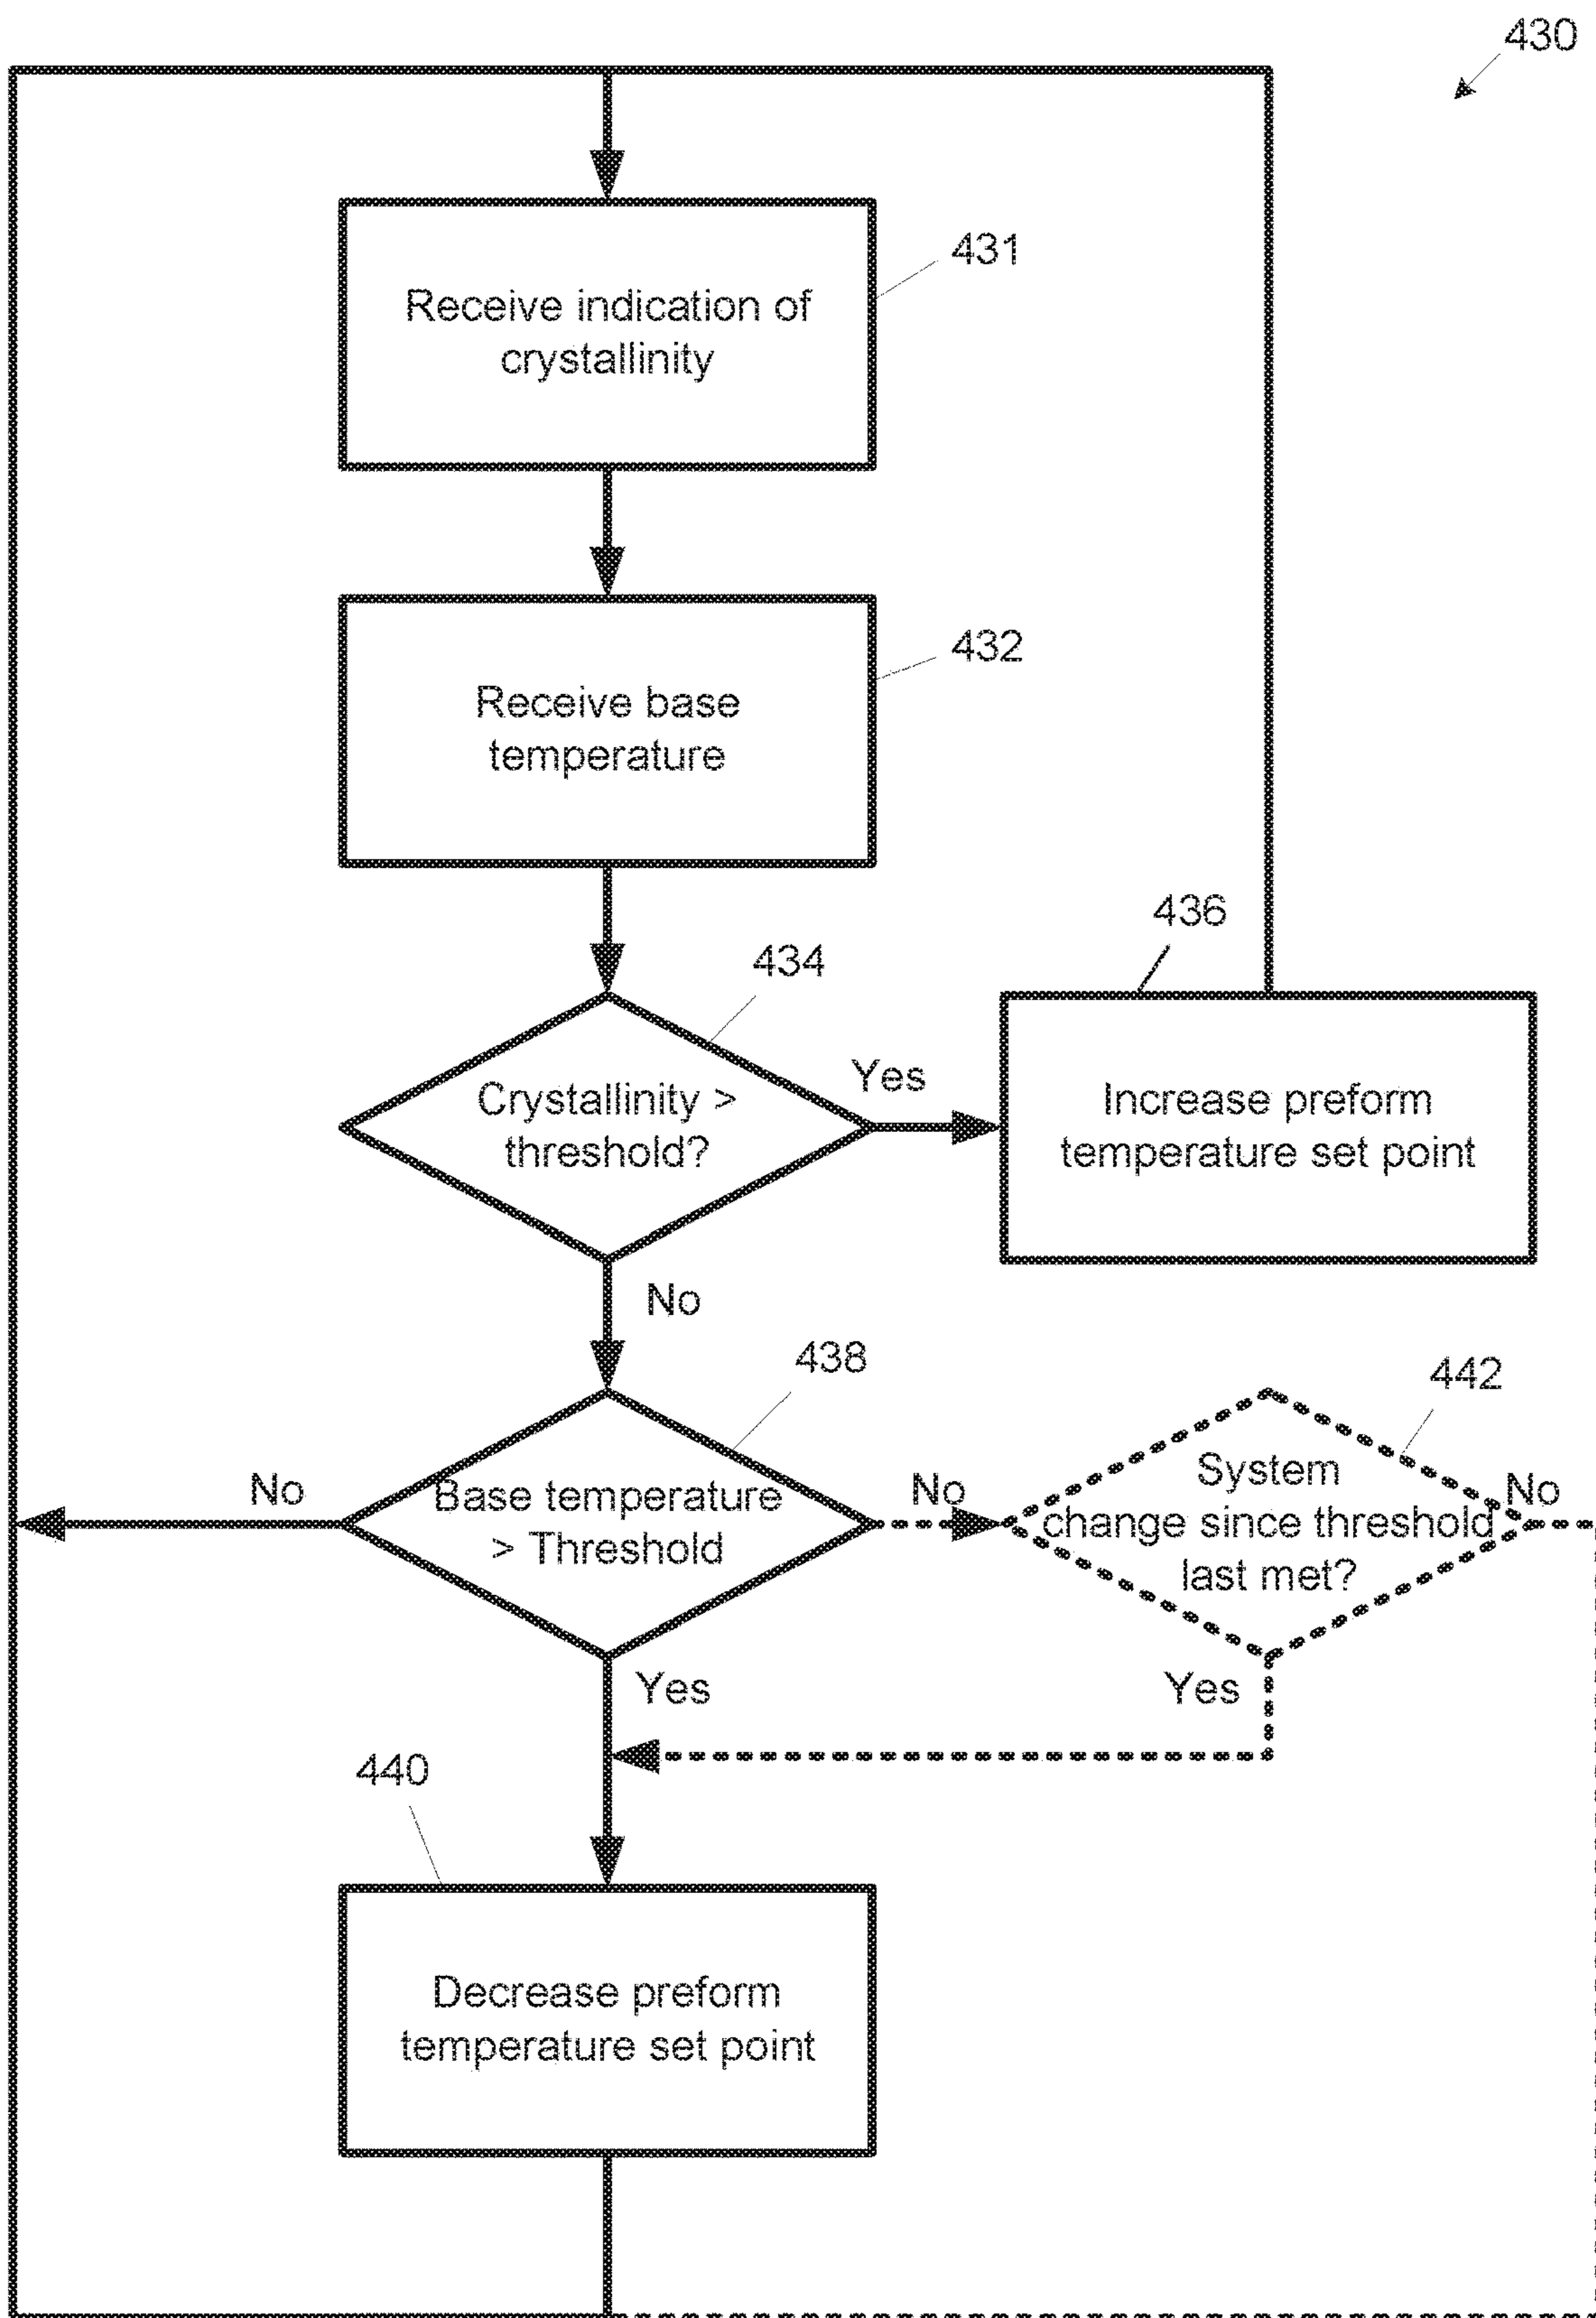 430
431
Receive indication of
crystallinity
432
Receive base
temperature
436
434
Yes
Crystallinity >
threshold?
Increase preform
temperature set point
No
438
442
System
No
Base temperature
> Threshold
No
change since threshold
No
last met?
Yes
Yes
440
Decrease preform
temperature set point